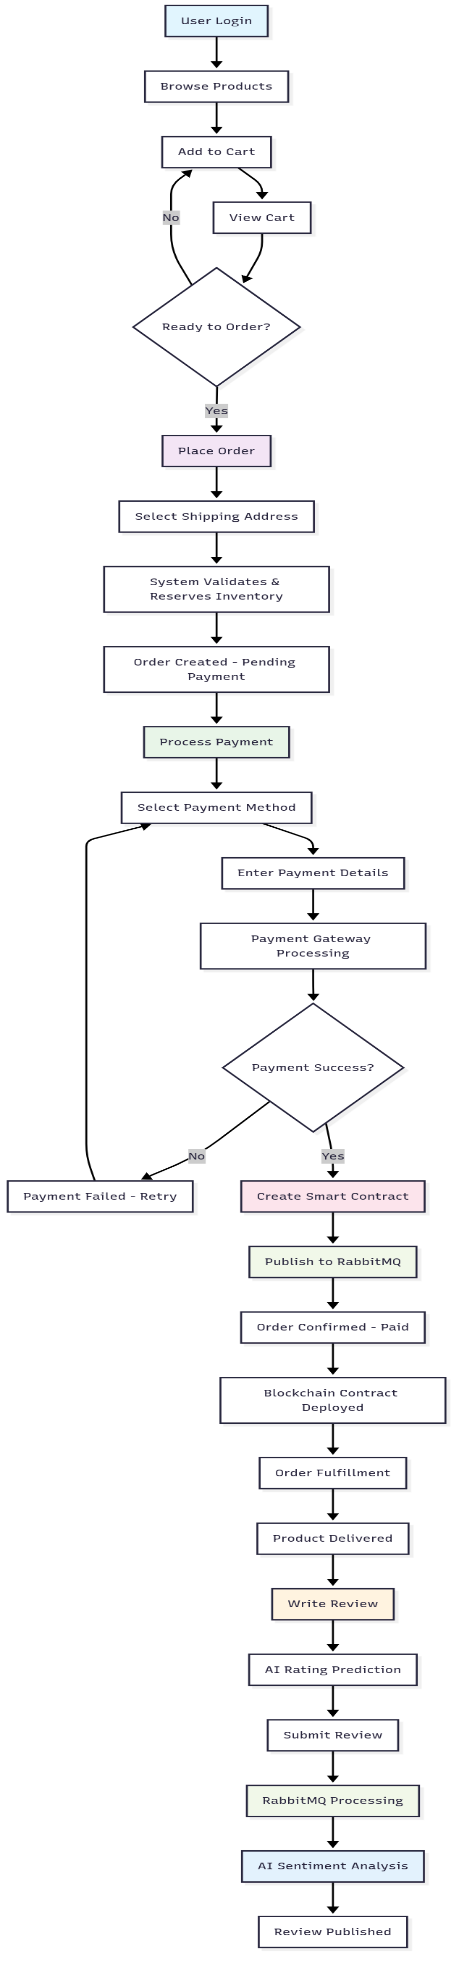 User Login
Browse Products
Add to Cart
No
View Cart
Ready to Order?
Yes
Place Order
Select Shipping Address
System Validates &
Reserves Inventory
Order Created - Pending
Payment
Process Payment
Select Payment Method
Enter Payment Details
Payment Gateway
Processing
Payment Success?
No
Yes
Payment Failed - Retry
Create Smart Contract
Publish to RabbitMQ
Order Confirmed - Paid
Blockchain Contract
Deployed
Order Fulfillment
Product Delivered
Write Review
AI Rating Prediction
Submit Review
RabbitMQ Processing
AI Sentiment Analysis
Review Published